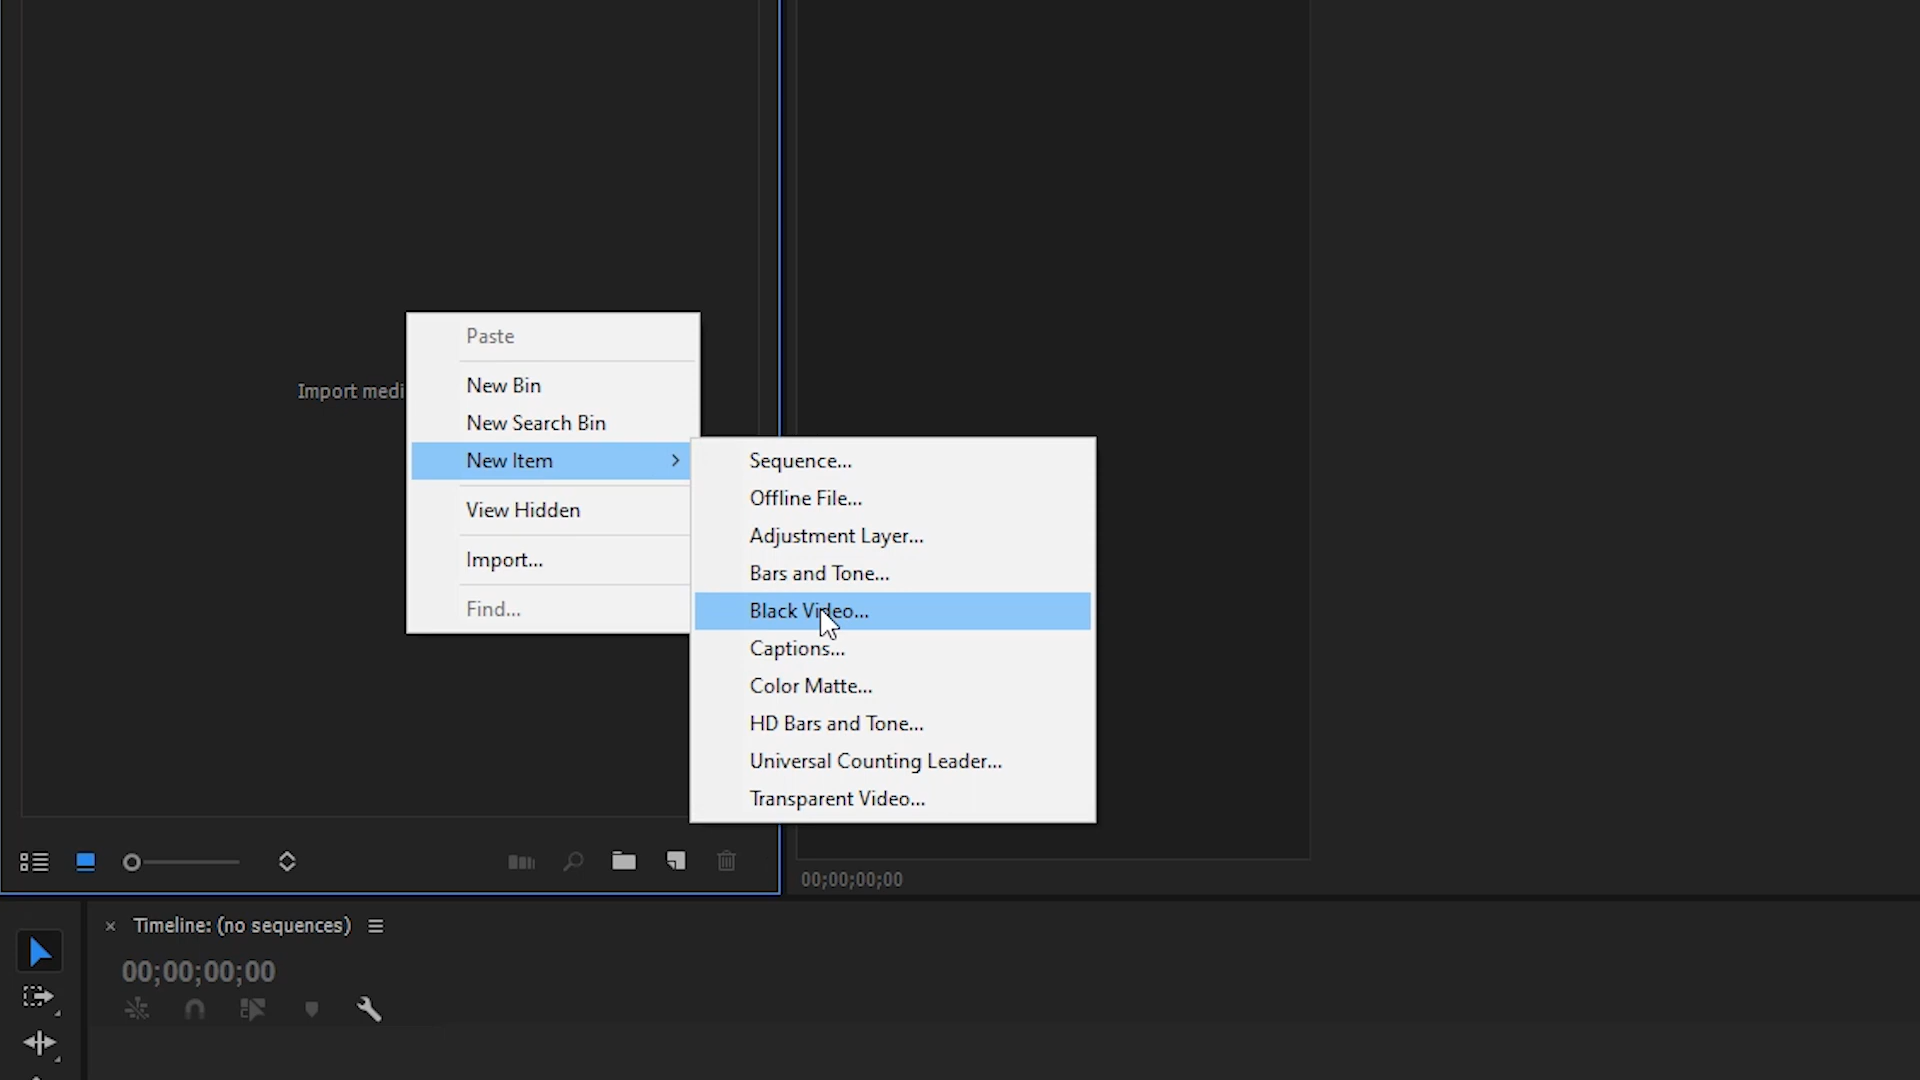 Paste
Import medi
New Bin
New Search Bin
New Item
View Hidden
Import...
Find...
Sequence...
Offline File...
Adjustment Layer...
Bars and Tone...
Black Video...
Captions...
Color Matte...
HD Bars and Tone...
Universal Counting Leader...
Transparent Video...
00;00;00;00
Timeline: (no sequences)
00;00;00;00